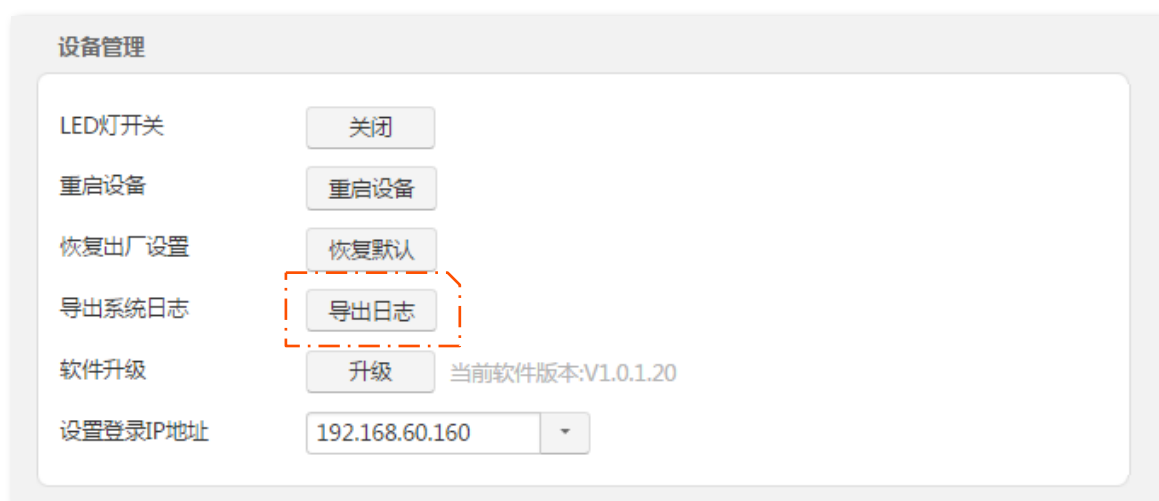 设备管理
LED灯开关 关闭
重启设备 重启设备
恢复出厂设置 恢复默认
导出系统日志 导出日志
软件升级 升级 当前软件版本:V1.0.1.20
设置登录IP地址 192.168.60.160